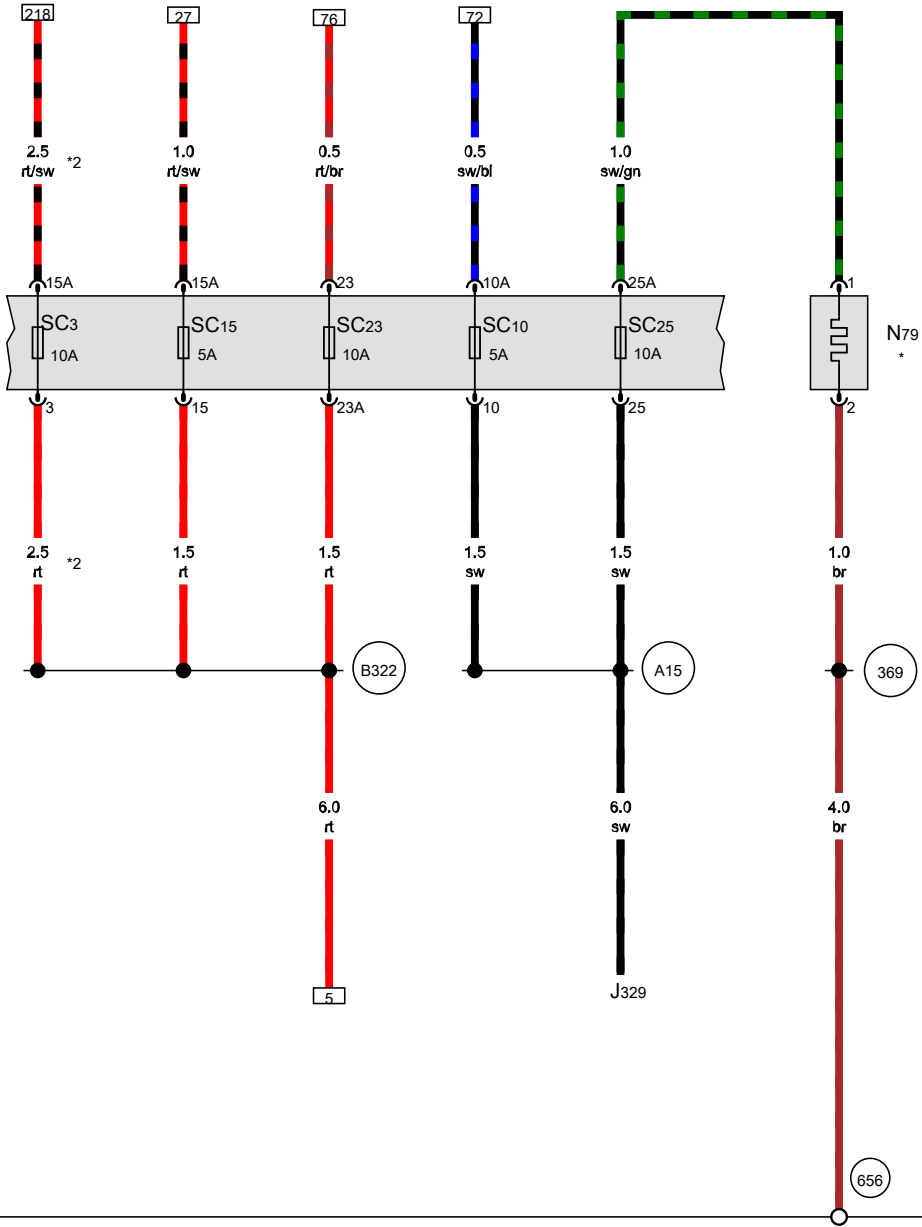 218 27 76 72
2.5 1.0 0.5 0.5 1.0
rt/sw *2 rt/sw rt/br sw/bl sw/gn
15A 15A 23 10A 25A 1
SC3 SC15 SC23 SC10 SC25 N79
10A 5A 10A 5A 10A *
3 15 23A 10 25 2
2.5 *2 1.5 1.5 1.5 1.5 1.0
rt rt rt sw sw br
B322 A15 369
6.0 6.0 4.0
rt sw br
5 J329
656